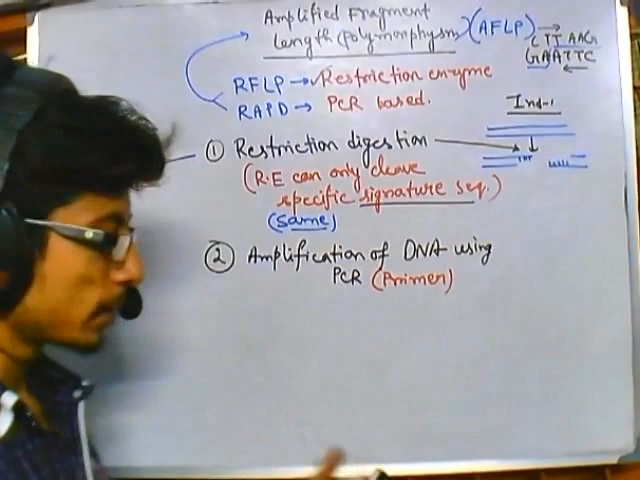 Amplified Fragment
Length (Polymorphysm) (AFLP)
CTTAAG
GAATTC
RFLP → Restriction enzyme
RAPD → PCR based.
Ind-1
① Restriction digestion
(R.E can only cleave
specific signature seq.)
(Same)
② Amplification of DNA using
PCR (Primer)